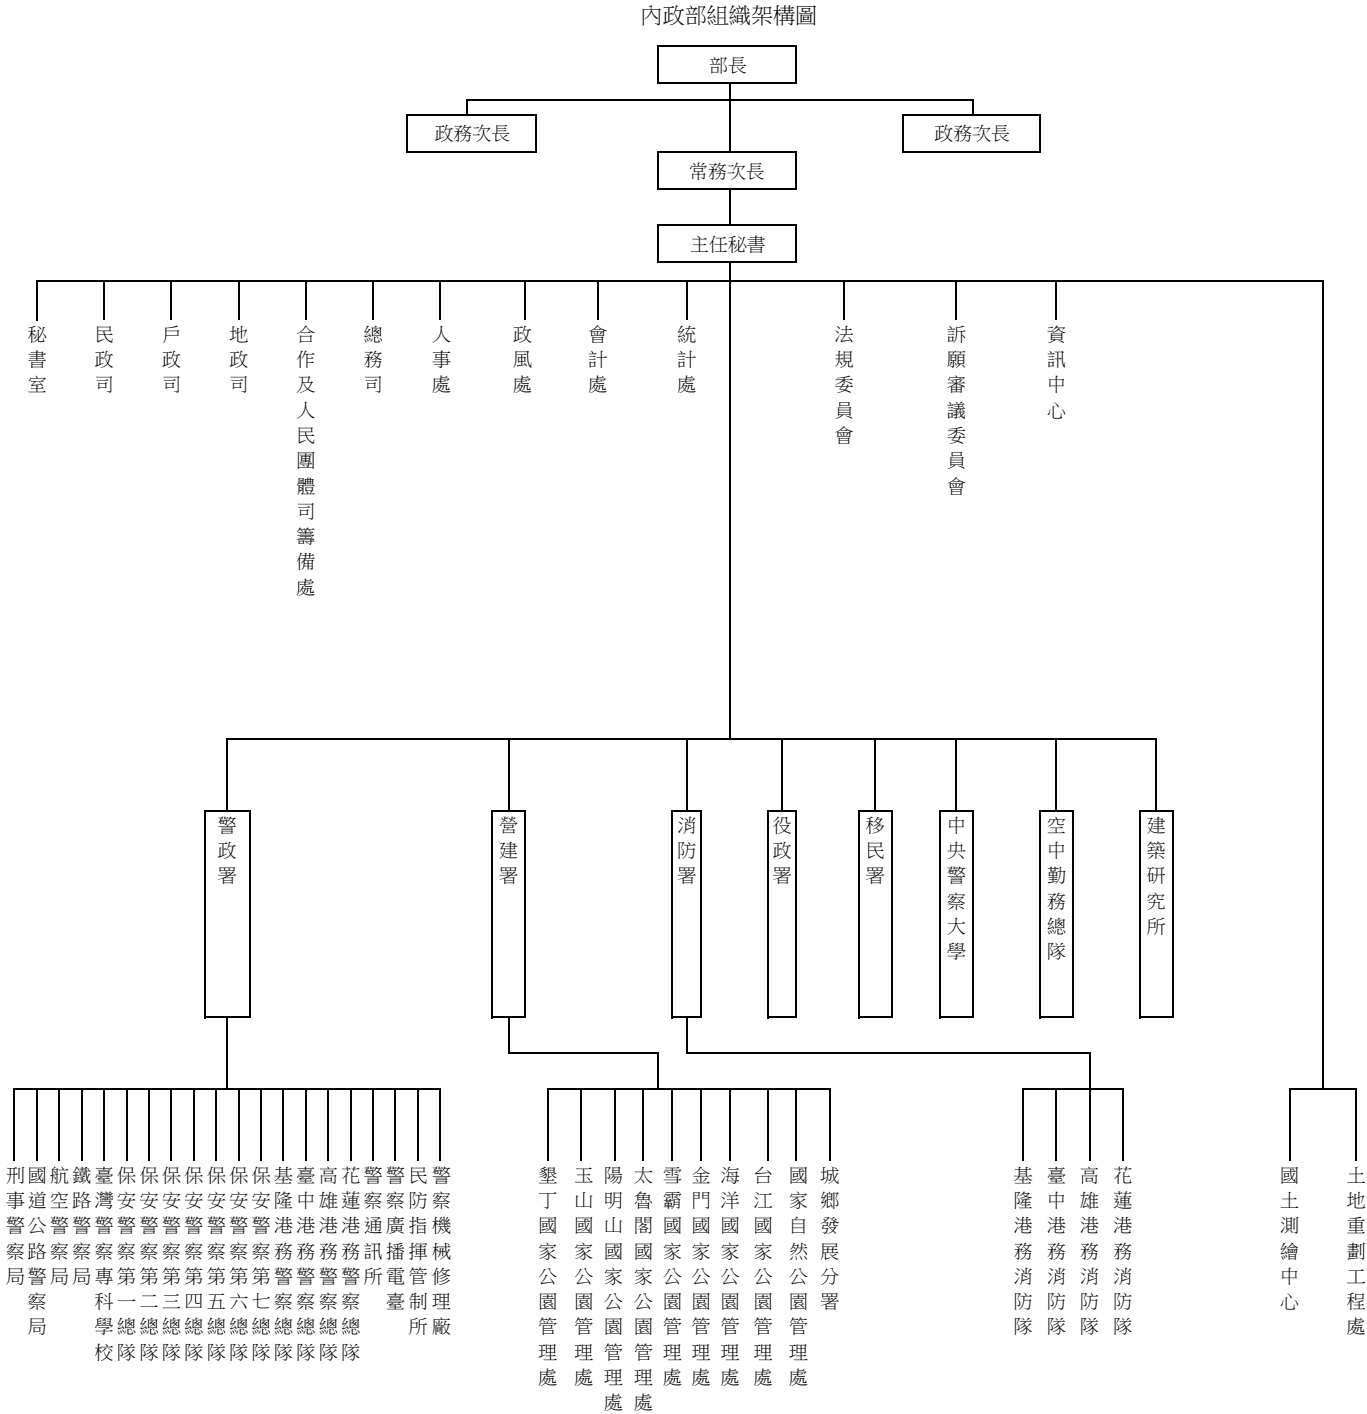 內政部組織架構圖
部長
政務次長
政務次長
常務次長
主任秘書
秘書室
民政司
戶政司
地政司
合作及人民團體司籌備處
總務司
人事處
政風處
會計處
統計處
法規委員會
訴願審議委員會
資訊中心
警政署
營建署
消防署
役政署
移民署
中央警察大學
空中勤務總隊
建築研究所
刑事警察局
國道公路警察局
航空警察局
鐵路警察局
臺灣警察專科學校
保安警察第一總隊
保安警察第二總隊
保安警察第三總隊
保安警察第四總隊
保安警察第五總隊
保安警察第六總隊
保安警察第七總隊
基隆港務警察總隊
臺中港務警察總隊
高雄港務警察總隊
花蓮港務警察總隊
警察通訊所
警察廣播電臺
民防指揮管制所
警察機械修理廠
墾丁國家公園管理處
玉山國家公園管理處
陽明山國家公園管理處
太魯閣國家公園管理處
雪霸國家公園管理處
金門國家公園管理處
海洋國家公園管理處
台江國家公園管理處
國家自然公園管理處
城鄉發展分署
基隆港務消防隊
臺中港務消防隊
高雄港務消防隊
花蓮港務消防隊
國土測繪中心
土地重劃工程處